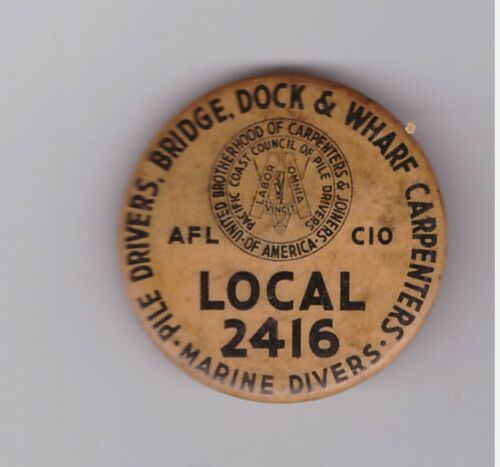 PILE DRIVERS, BRIDGE, DOCK & WHARF CARPENTERS
UNITED BROTHERHOOD OF CARPENTERS & JOINERS
OF AMERICA
PACIFIC COAST COUNCIL OF PILE DRIVERS
LABOR
OMNIA
VINCIT
AFL CIO
LOCAL
2416
MARINE DIVERS